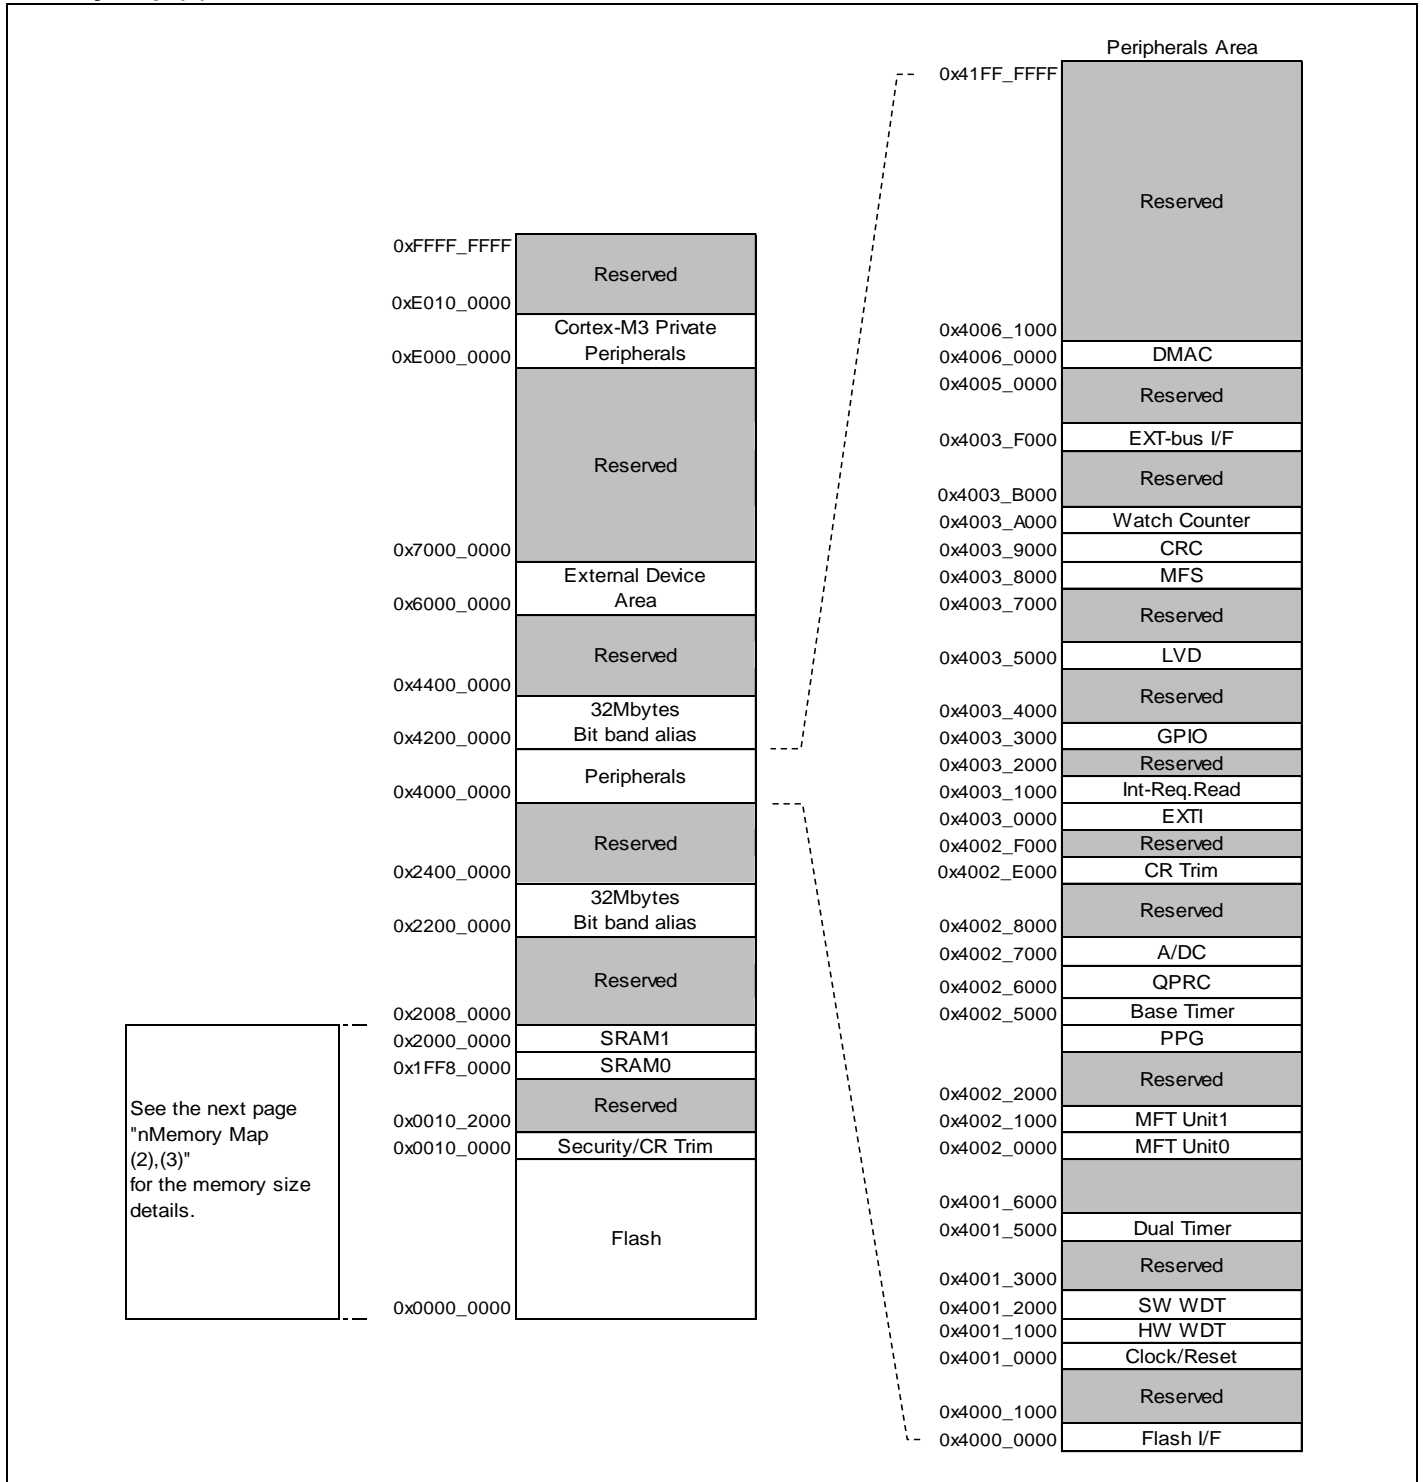 Peripherals Area
0x41FF_FFFF
Reserved
0x4006_1000
0x4006_0000 DMAC
0x4005_0000
Reserved
0x4003_F000 EXT-bus I/F
Reserved
0x4003_B000
0x4003_A000 Watch Counter
0x4003_9000 CRC
0x4003_8000 MFS
0x4003_7000
Reserved
0x4003_5000 LVD
Reserved
0x4003_4000
0x4003_3000 GPIO
0x4003_2000 Reserved
0x4003_1000 Int-Req.Read
0x4003_0000 EXTI
0x4002_F000 Reserved
0x4002_E000 CR Trim
Reserved
0x4002_8000
0x4002_7000 A/DC
0x4002_6000 QPRC
0x4002_5000 Base Timer
PPG
Reserved
0x4002_2000
0x4002_1000 MFT Unit1
0x4002_0000 MFT Unit0
0x4001_6000
0x4001_5000 Dual Timer
Reserved
0x4001_3000
0x4001_2000 SW WDT
0x4001_1000 HW WDT
0x4001_0000 Clock/Reset
Reserved
0x4000_1000
0x4000_0000 Flash I/F
0xFFFF_FFFF
Reserved
0xE010_0000
Cortex-M3 Private
0xE000_0000 Peripherals
Reserved
0x7000_0000
External Device
0x6000_0000 Area
Reserved
0x4400_0000
32Mbytes
0x4200_0000 Bit band alias
Peripherals
0x4000_0000
Reserved
0x2400_0000
32Mbytes
0x2200_0000 Bit band alias
Reserved
0x2008_0000
0x2000_0000 SRAM1
0x1FF8_0000 SRAM0
Reserved
0x0010_2000
0x0010_0000 Security/CR Trim
Flash
0x0000_0000
See the next page
"nMemory Map
(2),(3)"
for the memory size
details.